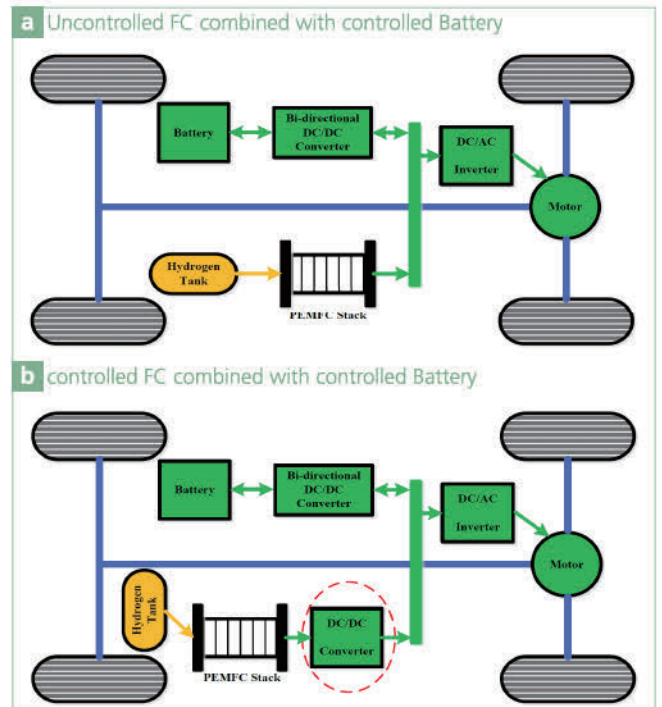 a Uncontrolled FC combined with controlled Battery
Battery
Bi-directional
DC/DC
Converter
DC/AC
Inverter
Motor
Hydrogen
Tank
PEMFC Stack
b controlled FC combined with controlled Battery
Battery
Bi-directional
DC/DC
Converter
DC/AC
Inverter
Motor
Hydrogen
Tank
DC/DC
Converter
PEMFC Stack